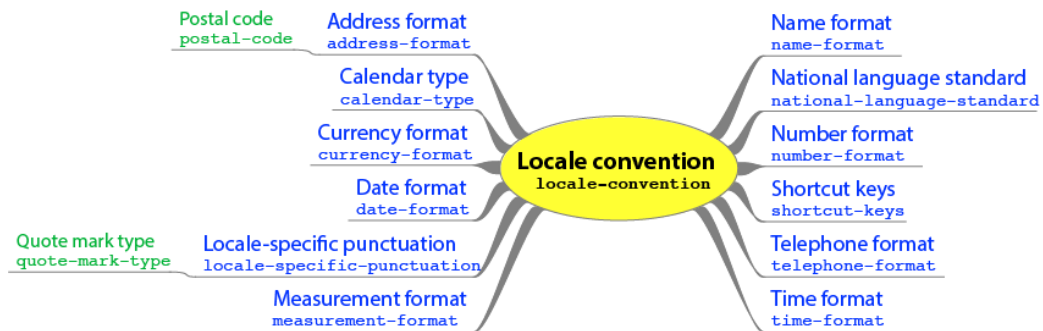 Postal code
postal-code
Address format
address-format
Calendar type
calendar-type
Currency format
currency-format
Date format
date-format
Quote mark type
quote-mark-type
Locale-specific punctuation
locale-specific-punctuation
Measurement format
measurement-format
Locale convention
locale-convention
Name format
name-format
National language standard
national-language-standard
Number format
number-format
Shortcut keys
shortcut-keys
Telephone format
telephone-format
Time format
time-format